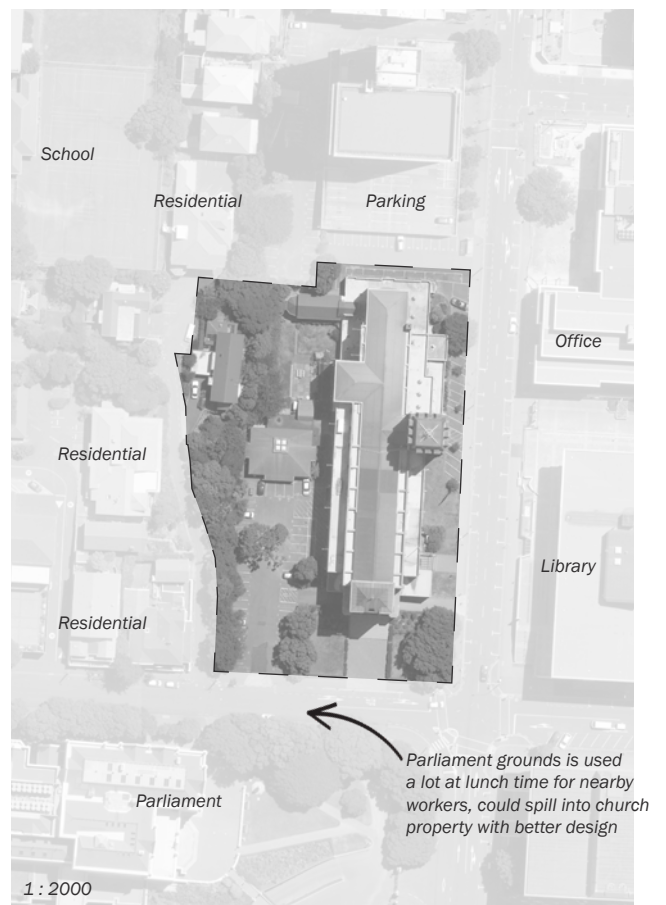 School
Residential
Parking
Office
Residential
Library
Residential
Parliament grounds is used
a lot at lunch time for nearby
workers, could spill into church
property with better design
Parliament
1 : 2000